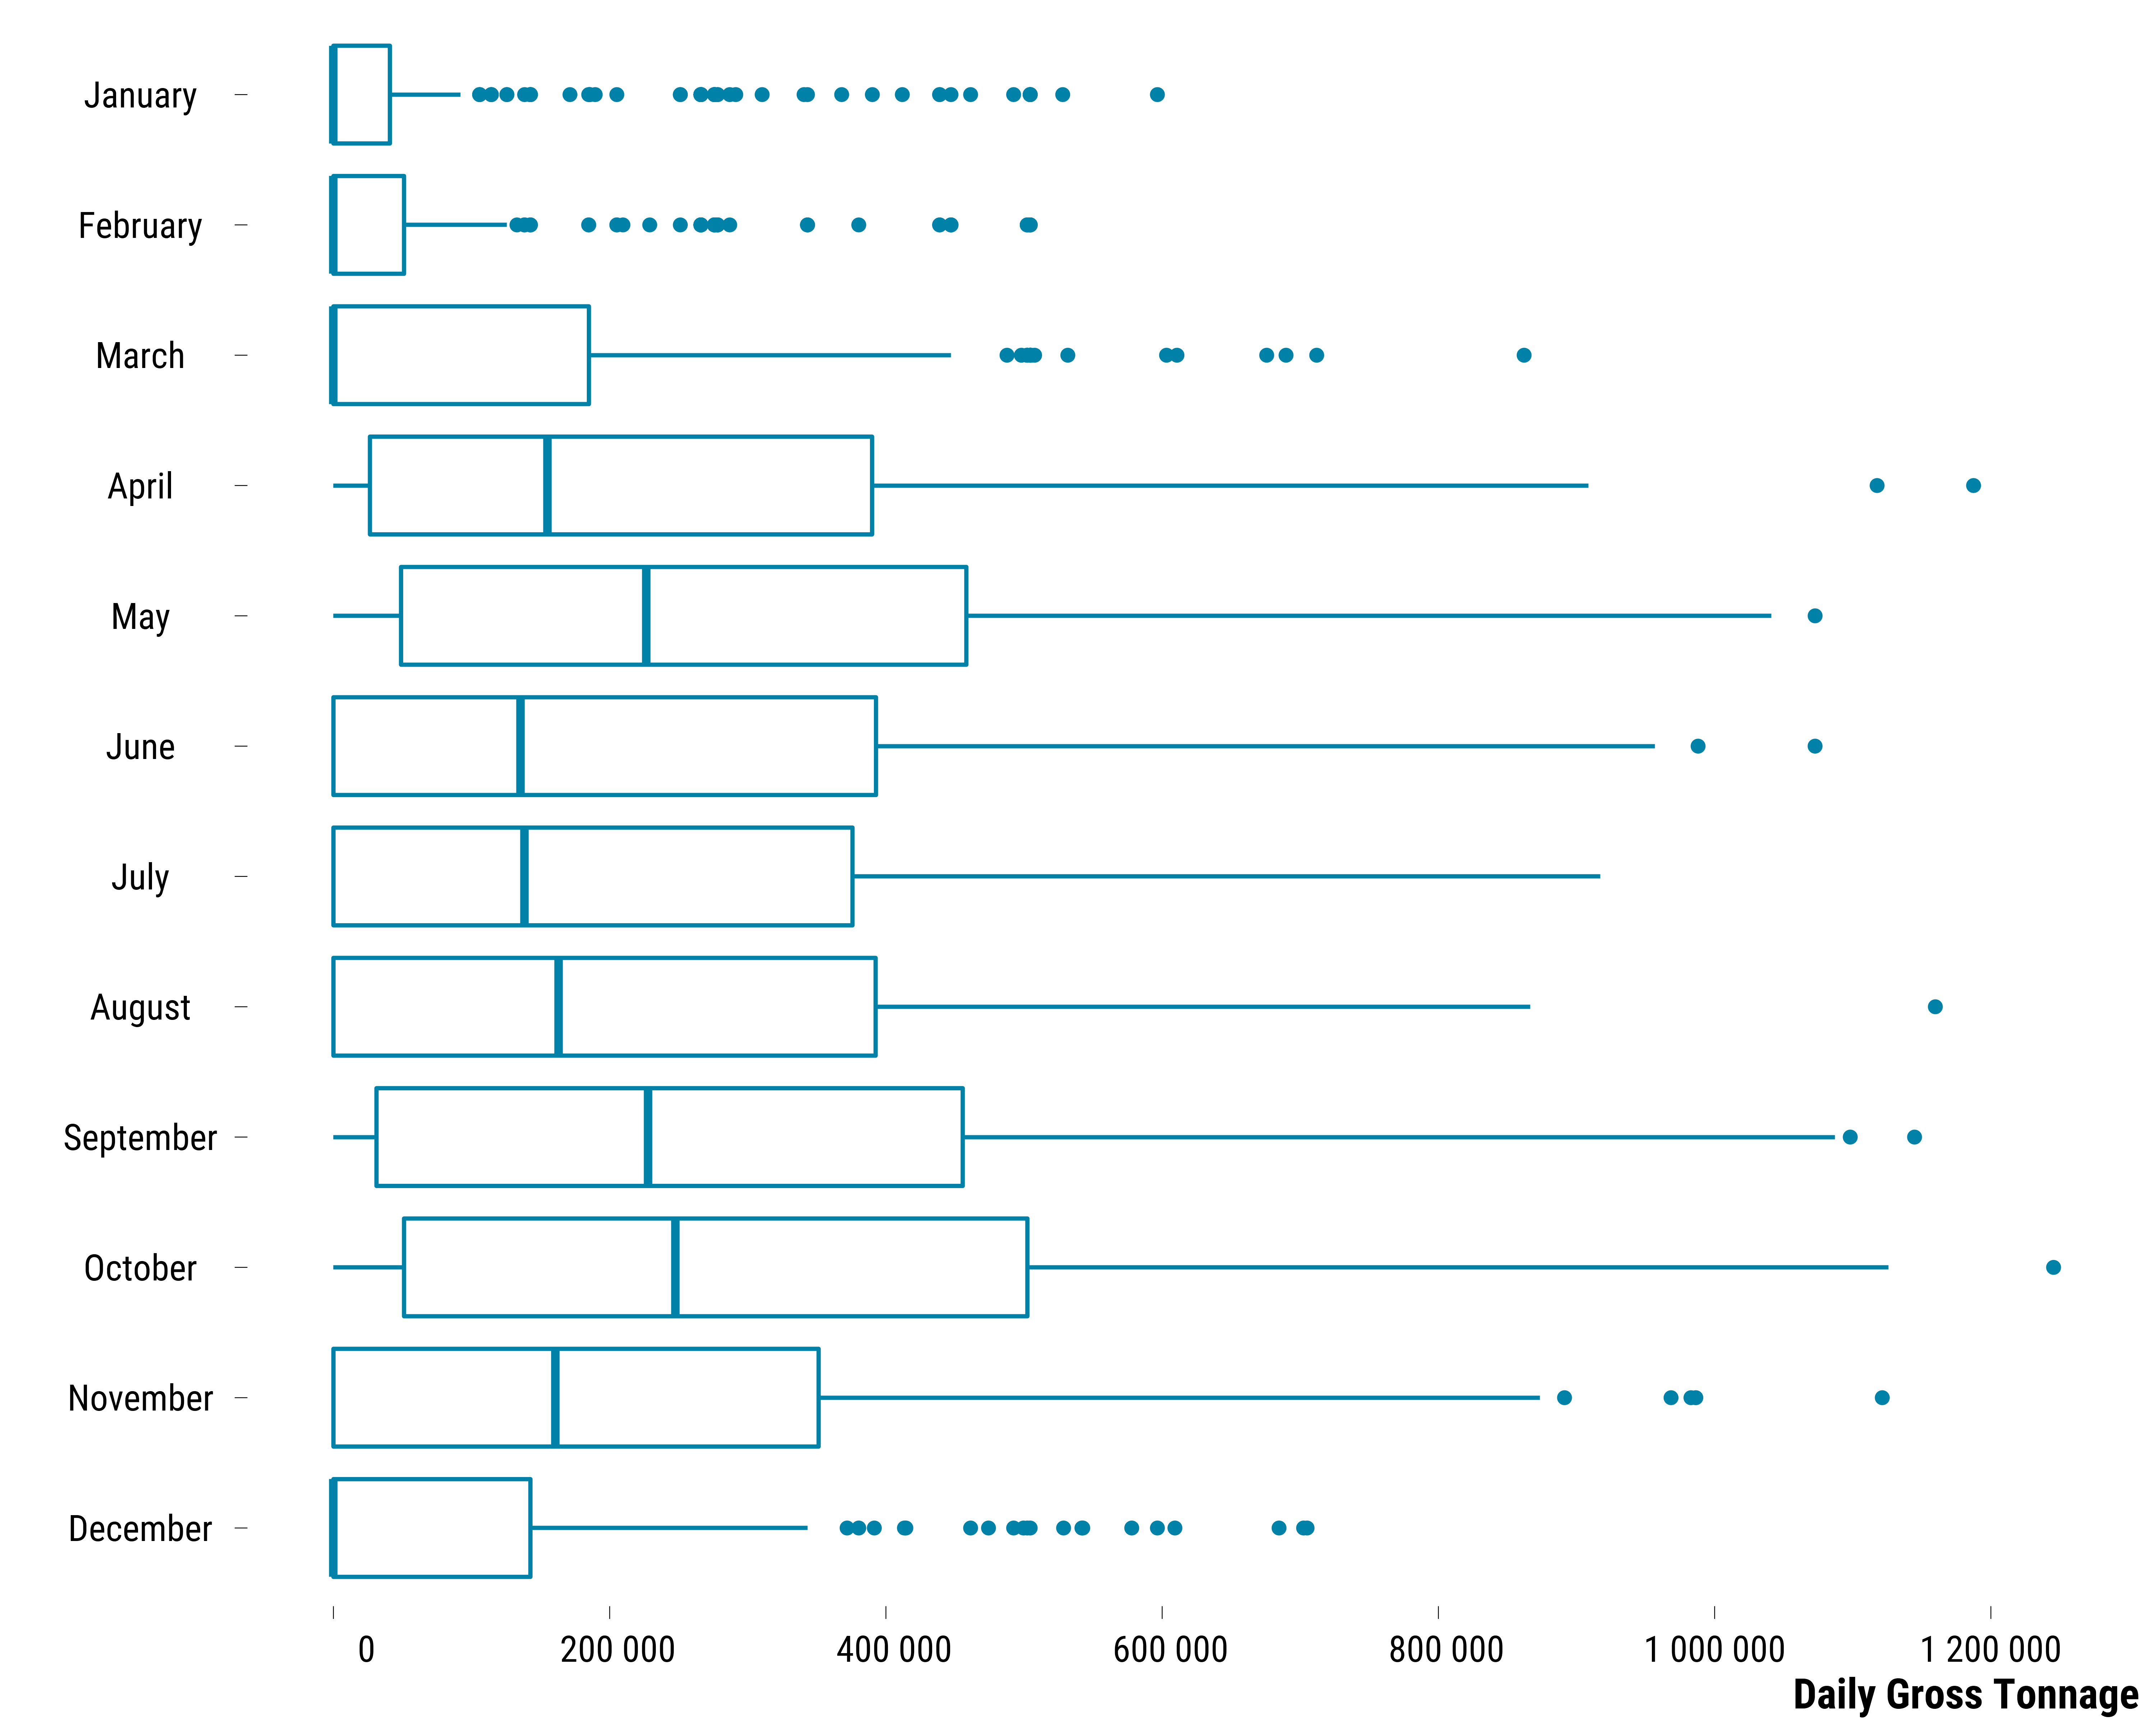 January
February
March
April
May
June
July
August
September
October
November
December
0 200 000 400 000 600 000 800 000 1 000 000 1 200 000
Daily Gross Tonnage